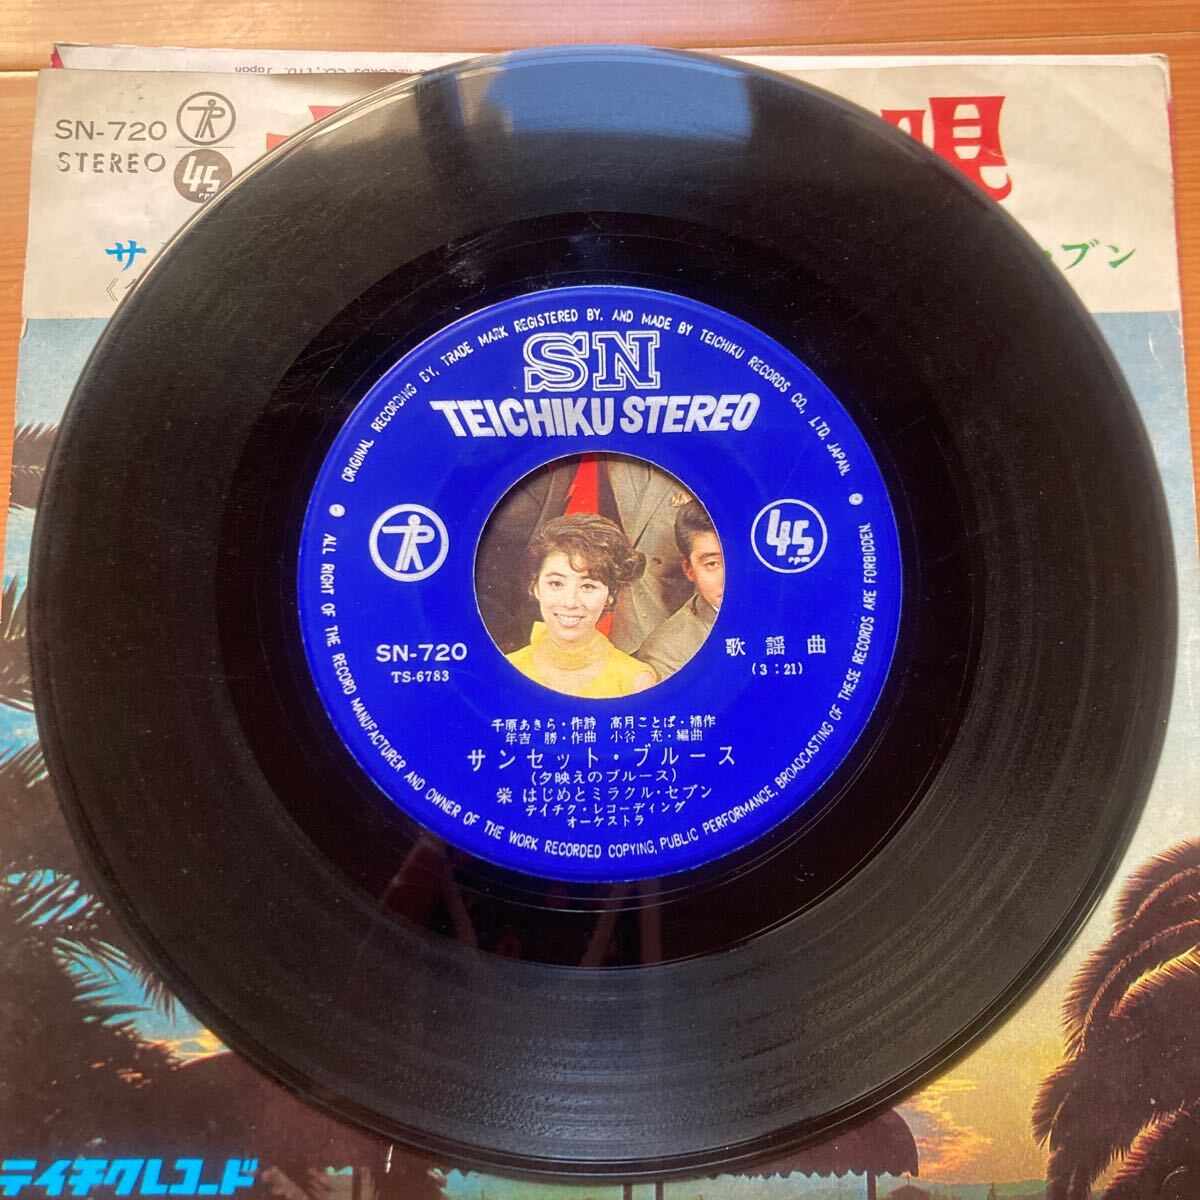 RECORDS CO., LTD. Japan
SN-720
STEREO
45
rpm
唄
サ
ブン
ORIGINAL RECORDING BY, TRADE MARK REGISTERED BY, AND MADE BY TEICHIKU RECORDS CO., LTD. JAPAN.
SN
TEICHIKU STEREO
45
rpm
SN-720
TS-6783
歌謡曲
(3:21)
千原あきら・作詩 高月ことば・補作
年吉 勝・作曲 小谷 充・編曲
サンセット・ブルース
(夕映えのブルース)
栄 はじめとミラクル・セブン
テイチク・レコーディング
オーケストラ
ALL RIGHT OF THE RECORD MANUFACTURER AND OWNER OF THE WORK RECORDED COPYING, PUBLIC PERFORMANCE, BROADCASTING OF THESE RECORDS ARE FORBIDDEN.
テイチクレコード